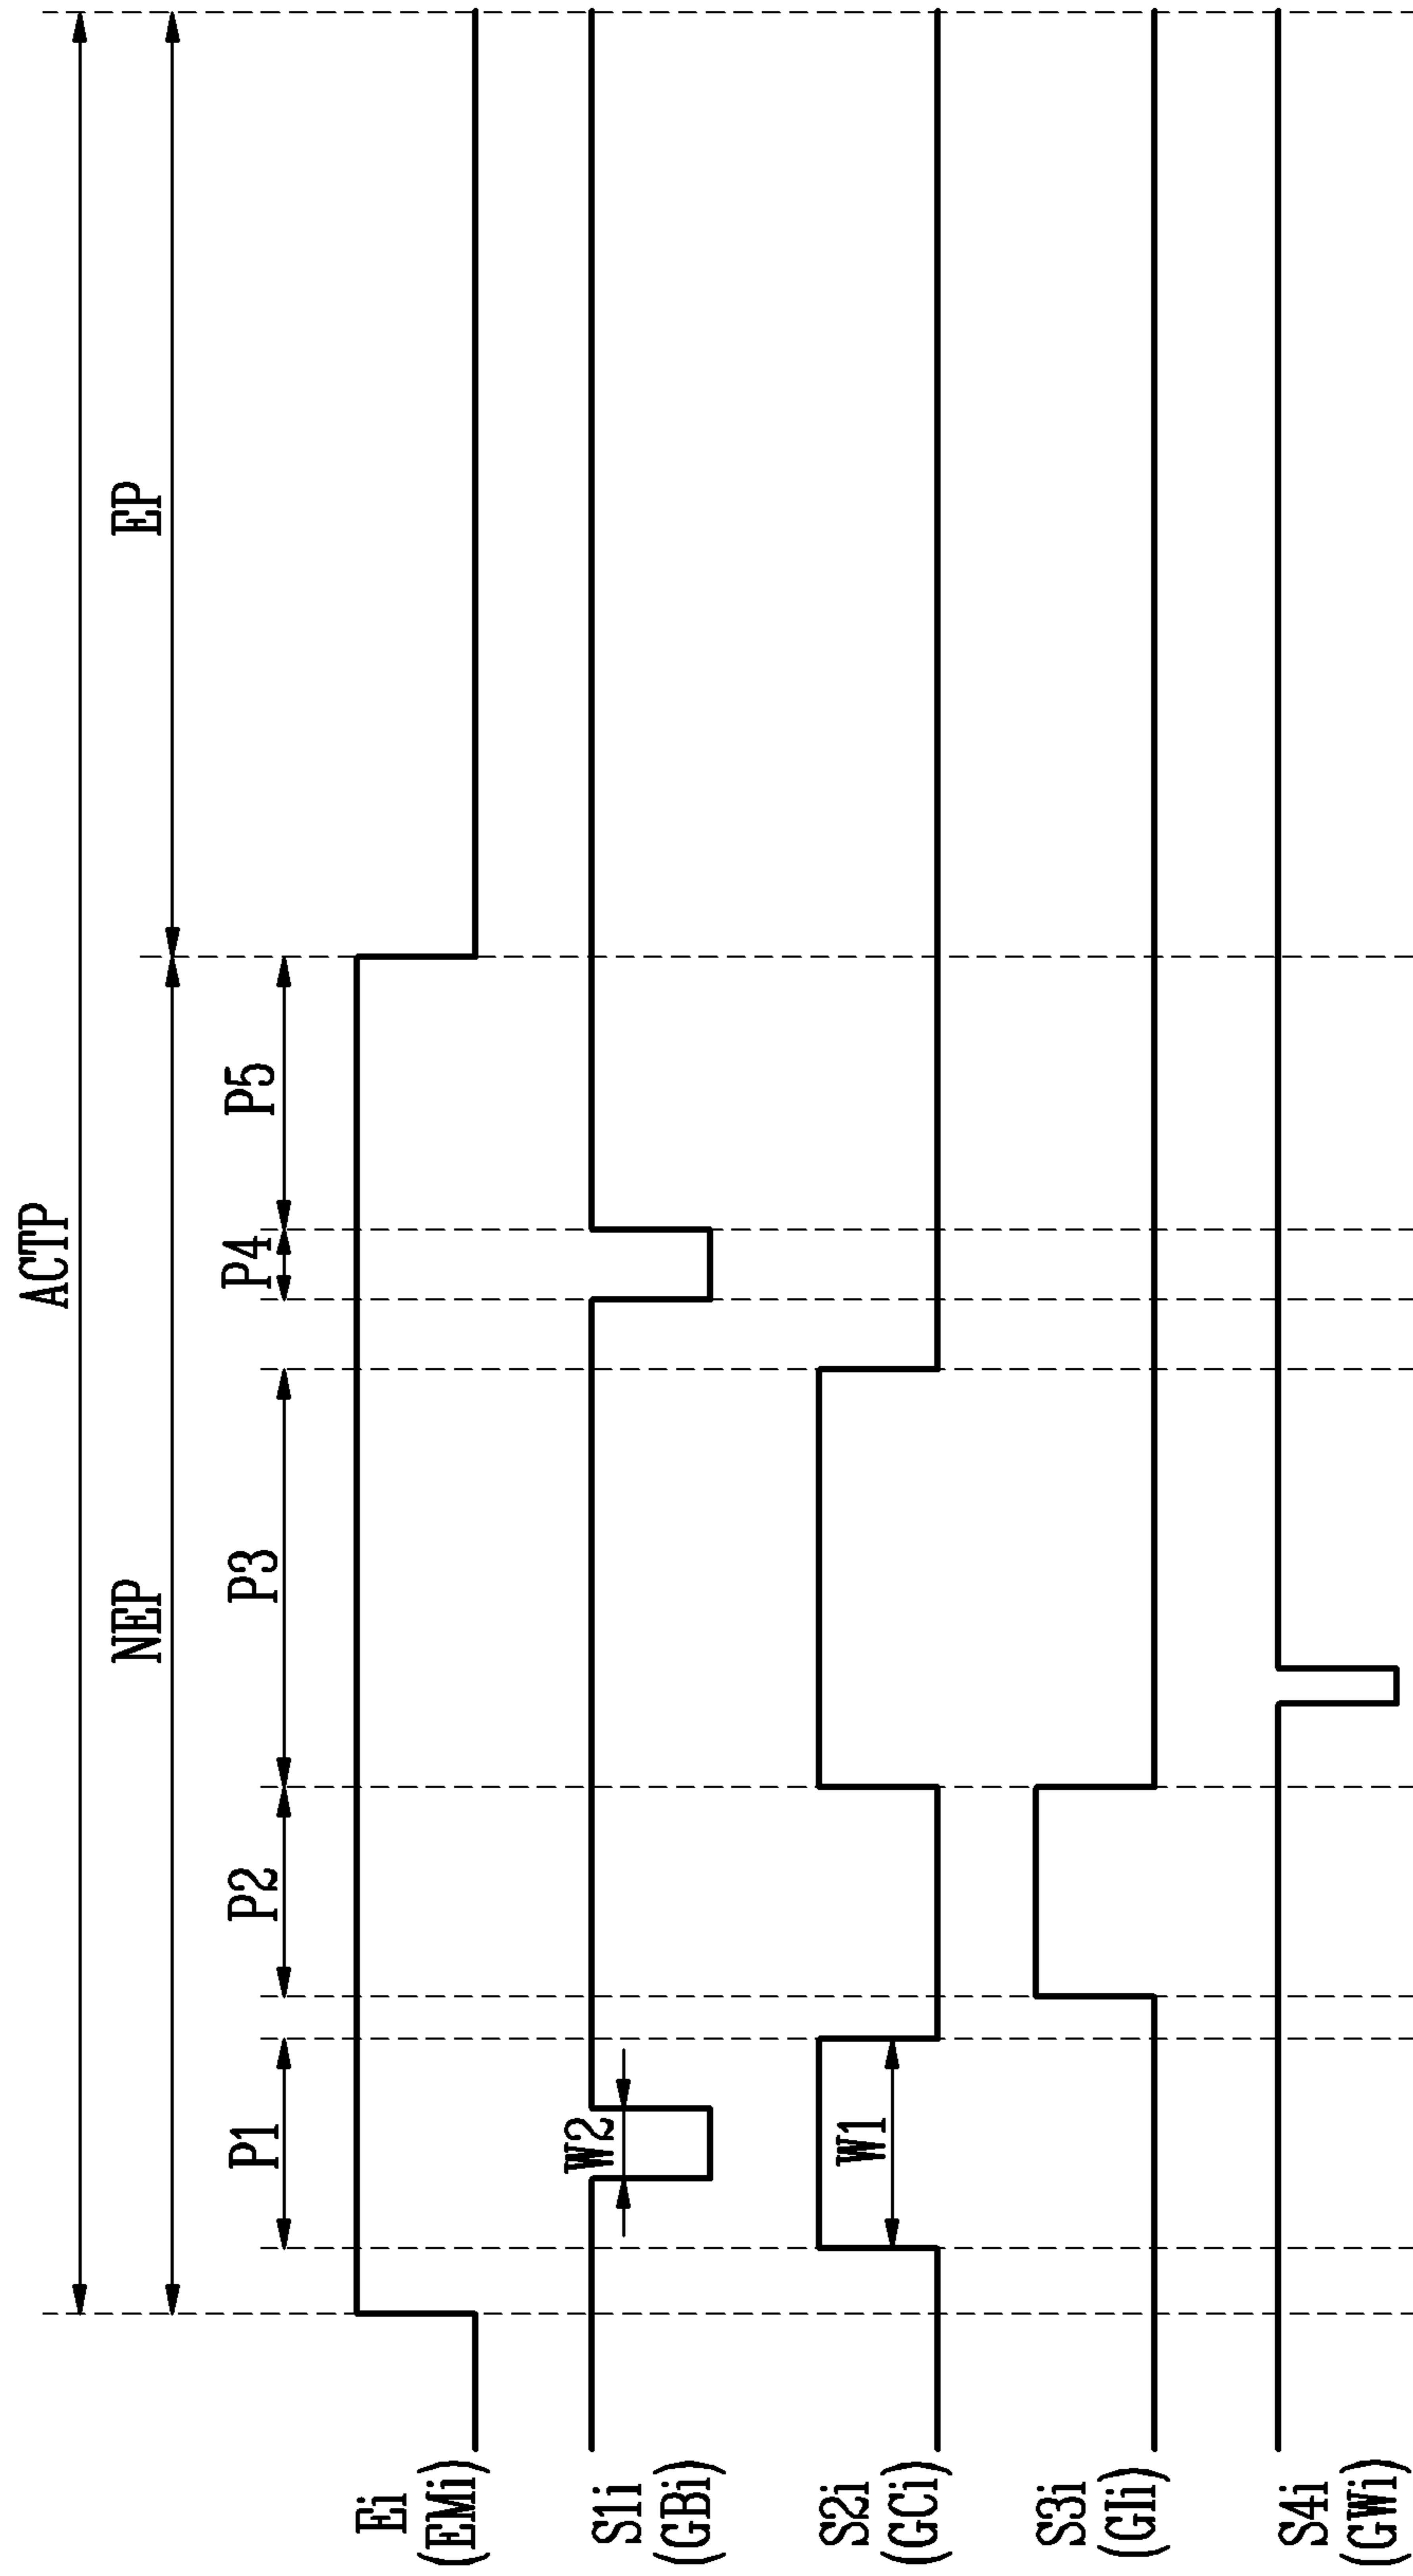 ACTP
NEP
EP
P1
P2
P3
P4
P5
Ei
(EMi)
S1i
(GBi)
W2
S2i
(GCi)
W1
S3i
(GIi)
S4i
(GWi)